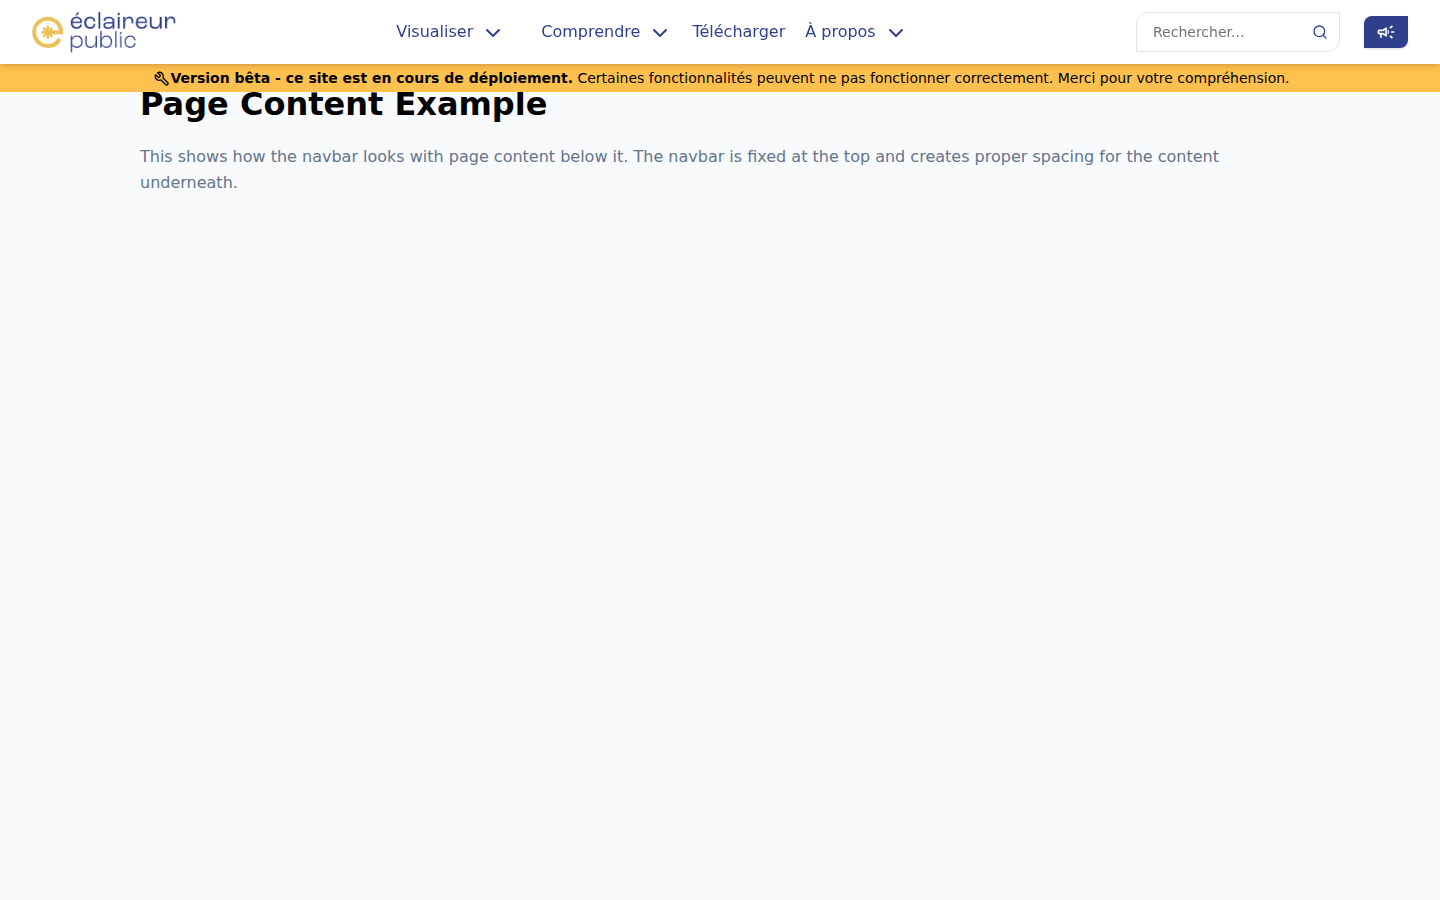 éclaireur
public
Visualiser
Comprendre
Télécharger
À propos
Rechercher...
Version bêta - ce site est en cours de déploiement. Certaines fonctionnalités peuvent ne pas fonctionner correctement. Merci pour votre compréhension.
Page Content Example
This shows how the navbar looks with page content below it. The navbar is fixed at the top and creates proper spacing for the content
underneath.